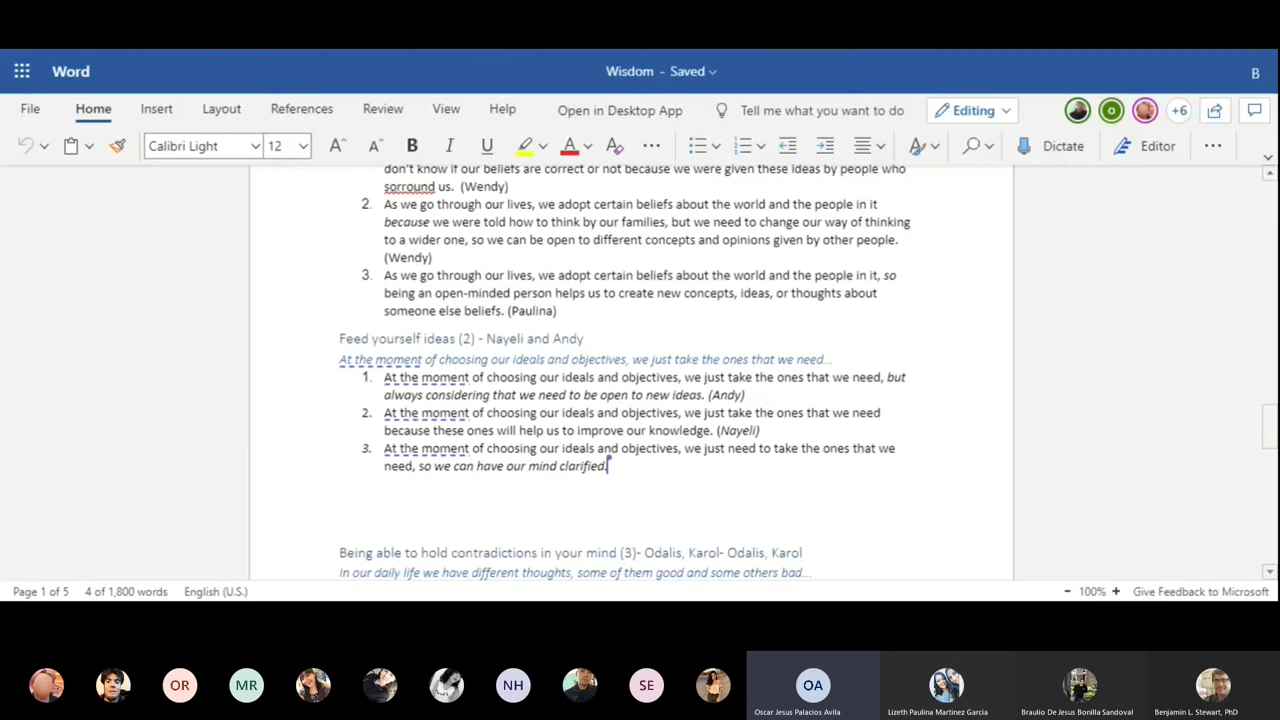 Word
Wisdom - Saved
B
File Home Insert Layout References Review View Help Open in Desktop App Tell me what you want to do Editing O +6
Calibri Light 12 B I U A Dictate Editor
don't know if our beliefs are correct or not because we were given these ideas by people who
sorround us. (Wendy)
2. As we go through our lives, we adopt certain beliefs about the world and the people in it
because we were told how to think by our families, but we need to change our way of thinking
to a wider one, so we can be open to different concepts and opinions given by other people.
(Wendy)
3. As we go through our lives, we adopt certain beliefs about the world and the people in it, so
being an open-minded person helps us to create new concepts, ideas, or thoughts about
someone else beliefs. (Paulina)
Feed yourself ideas (2) - Nayeli and Andy
At the moment of choosing our ideals and objectives, we just take the ones that we need...
1. At the moment of choosing our ideals and objectives, we just take the ones that we need, but
always considering that we need to be open to new ideas. (Andy)
2. At the moment of choosing our ideals and objectives, we just take the ones that we need
because these ones will help us to improve our knowledge. (Nayeli)
3. At the moment of choosing our ideals and objectives, we just need to take the ones that we
need, so we can have our mind clarified.
Being able to hold contradictions in your mind (3)- Odalis, Karol- Odalis, Karol
In our daily life we have different thoughts, some of them good and some others bad...
Page 1 of 5 4 of 1,800 words English (U.S.) - 100% + Give Feedback to Microsoft
OR MR NH SE OA
Oscar Jesus Palacios Avila Lizeth Paulina Martinez Garcia Braulio De Jesus Bonilla Sandoval Benjamin L. Stewart, PhD